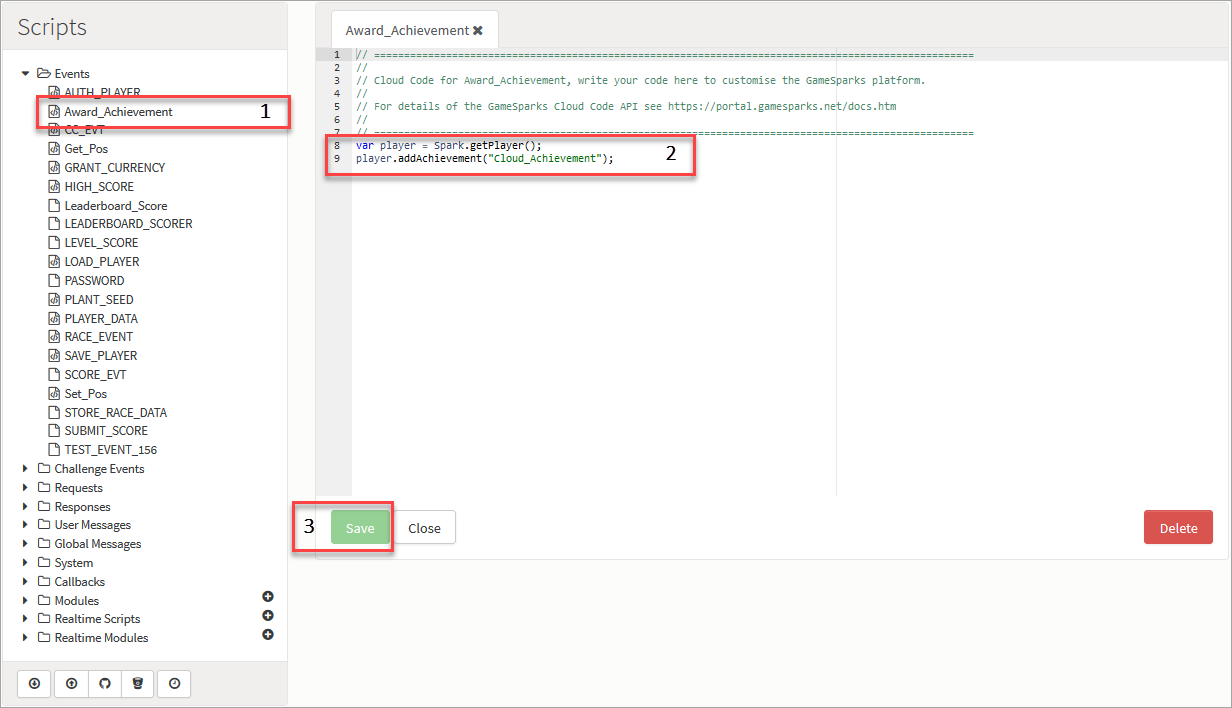 Scripts
Events
AUTH_PLAYER
Award_Achievement 1
CC_EVT
Get_Pos
GRANT_CURRENCY
HIGH_SCORE
Leaderboard_Score
LEADERBOARD_SCORER
LEVEL_SCORE
LOAD_PLAYER
PASSWORD
PLANT_SEED
PLAYER_DATA
RACE_EVENT
SAVE_PLAYER
SCORE_EVT
Set_Pos
STORE_RACE_DATA
SUBMIT_SCORE
TEST_EVENT_156
Challenge Events
Requests
Responses
User Messages
Global Messages
System
Callbacks
Modules
Realtime Scripts
Realtime Modules
Award_Achievement
1 // ====================================================================================================
2 //
3 // Cloud Code for Award_Achievement, write your code here to customise the GameSparks platform.
4 //
5 // For details of the GameSparks Cloud Code API see https://portal.gamesparks.net/docs.htm
6 //
7 // ====================================================================================================
8 var player = Spark.getPlayer();
9 player.addAchievement("Cloud_Achievement");
2
3 Save Close Delete